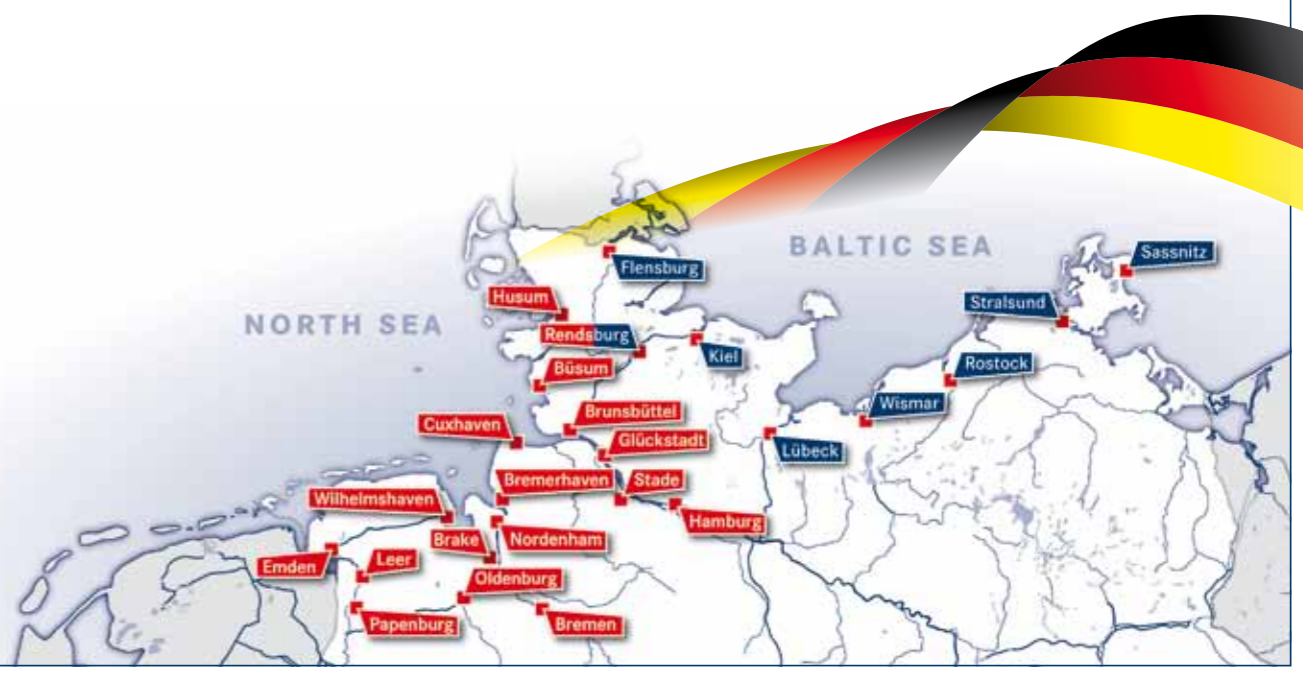 BALTIC SEA
Sassnitz
Flensburg
Husum
Stralsund
NORTH SEA
Rendsburg
Kiel
Büsum
Rostock
Wismar
Brunsbüttel
Cuxhaven
Glückstadt
Lübeck
Bremerhaven
Stade
Wilhelmshaven
Hamburg
Brake
Nordenham
Leer
Emden
Oldenburg
Papenburg
Bremen